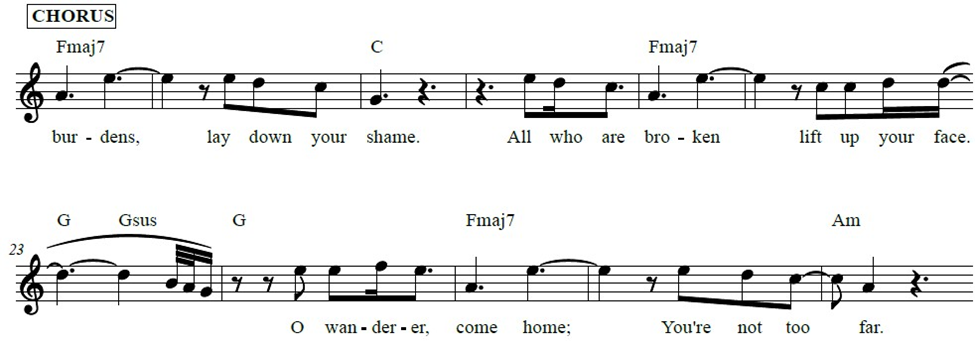 CHORUS
Fmaj7 C Fmaj7
bur - dens, lay down your shame. All who are bro - ken lift up your face.
G Gsus G Fmaj7 Am
23
O wan - der - er, come home; You're not too far.